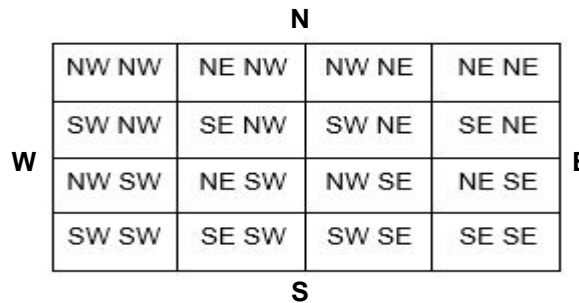 N
NW NW NE NW NW NE NE NE
SW NW SE NW SW NE SE NE
W
E
NW SW NE SW NW SE NE SE
SW SW SE SW SW SE SE SE
S